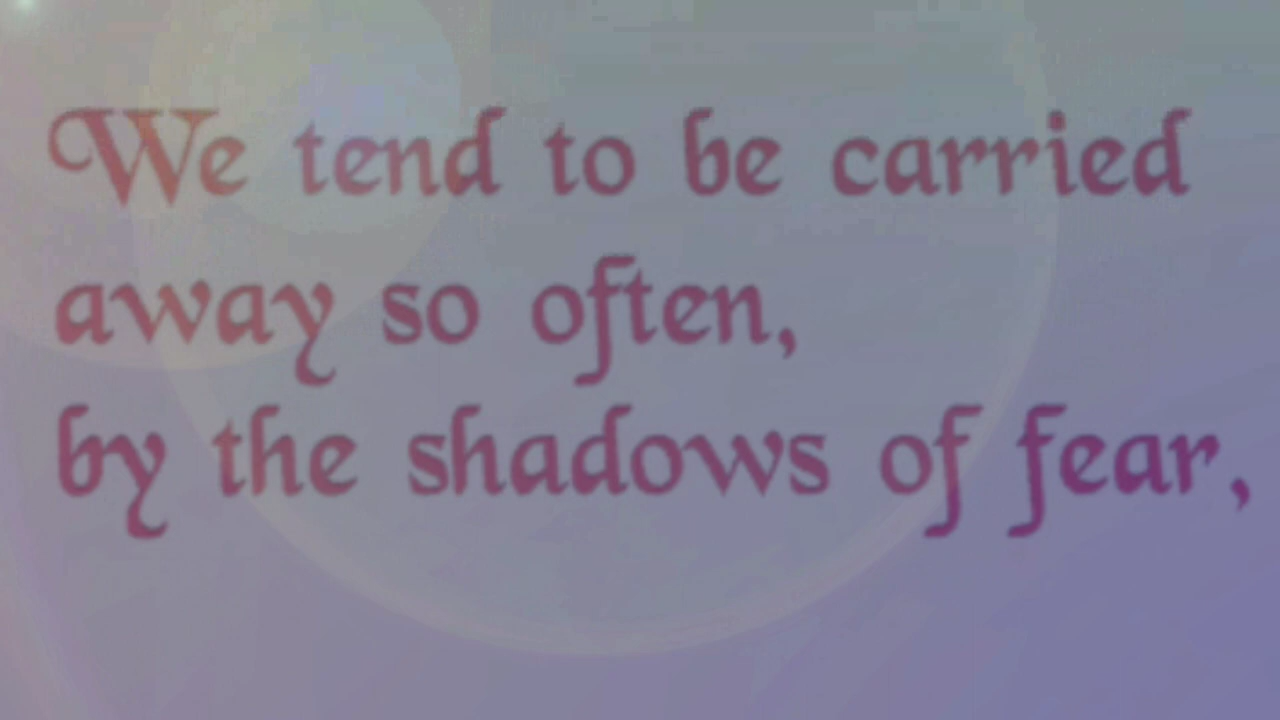 We tend to be carried
away so often,
by the shadows of fear,